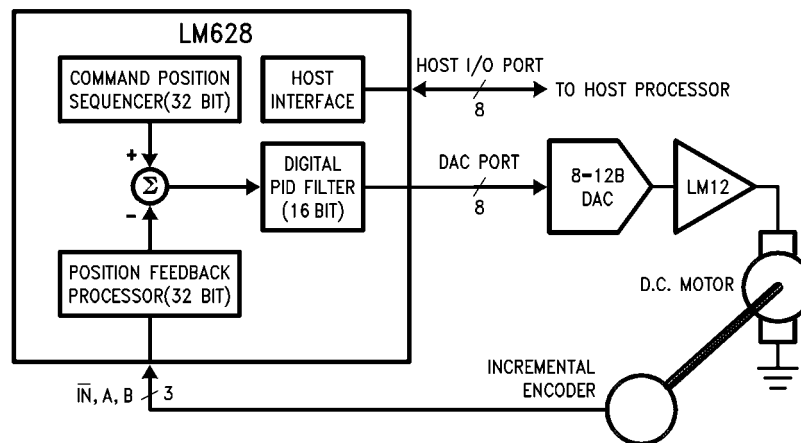 LM628
COMMAND POSITION
SEQUENCER(32 BIT)
HOST
INTERFACE
HOST I/O PORT
8
TO HOST PROCESSOR
+
Σ
-
DIGITAL
PID FILTER
(16 BIT)
DAC PORT
8
8-12B
DAC
LM12
POSITION FEEDBACK
PROCESSOR(32 BIT)
D.C. MOTOR
INCREMENTAL
ENCODER
I̅N̅, A, B
3